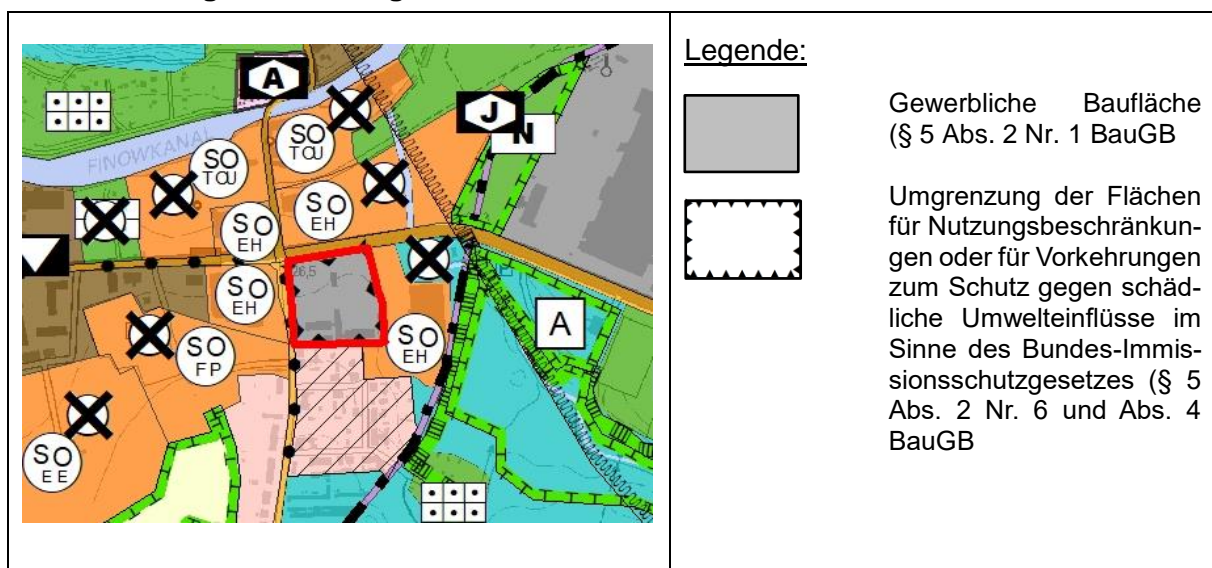 Legende:
Gewerbliche Baufläche
(§ 5 Abs. 2 Nr. 1 BauGB
Umgrenzung der Flächen
für Nutzungsbeschränkun-
gen oder für Vorkehrungen
zum Schutz gegen schäd-
liche Umwelteinflüsse im
Sinne des Bundes-Immis-
sionsschutzgesetzes (§ 5
Abs. 2 Nr. 6 und Abs. 4
BauGB
A
J
N
SO
TOU
SO
TOU
FINOWKANAL
SO
EH
SO
EH
26,5
SO
EH
A
SO
EH
SO
FP
SO
EE